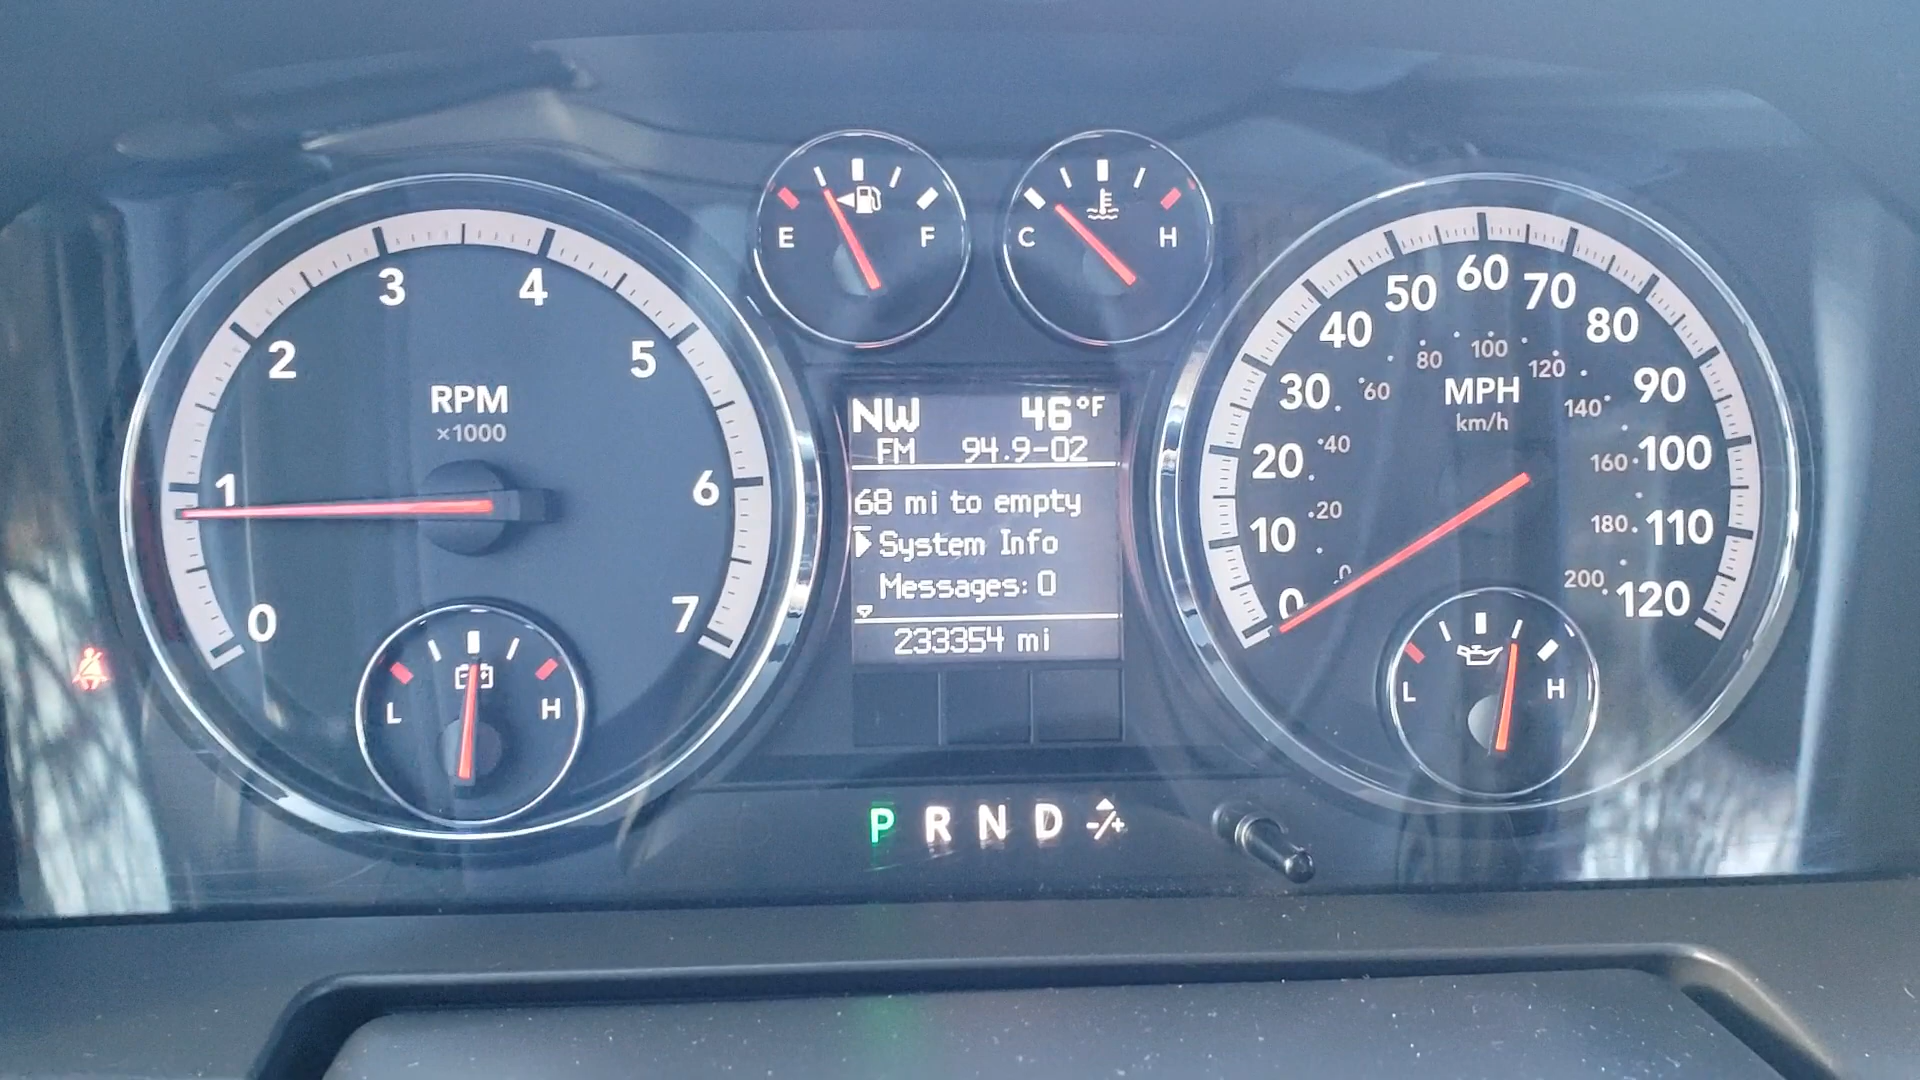 0
1
2
3
4
5
6
7
RPM
×1000
L H
E F
C H
NW 46°F
FM 94.9-02
68 mi to empty
System Info
Messages: 0
233354 mi
P R N D -/+
0
10
20
30
40
50
60
70
80
90
100
110
120
MPH
km/h
0
20
40
60
80
100
120
140
160
180
200
L H